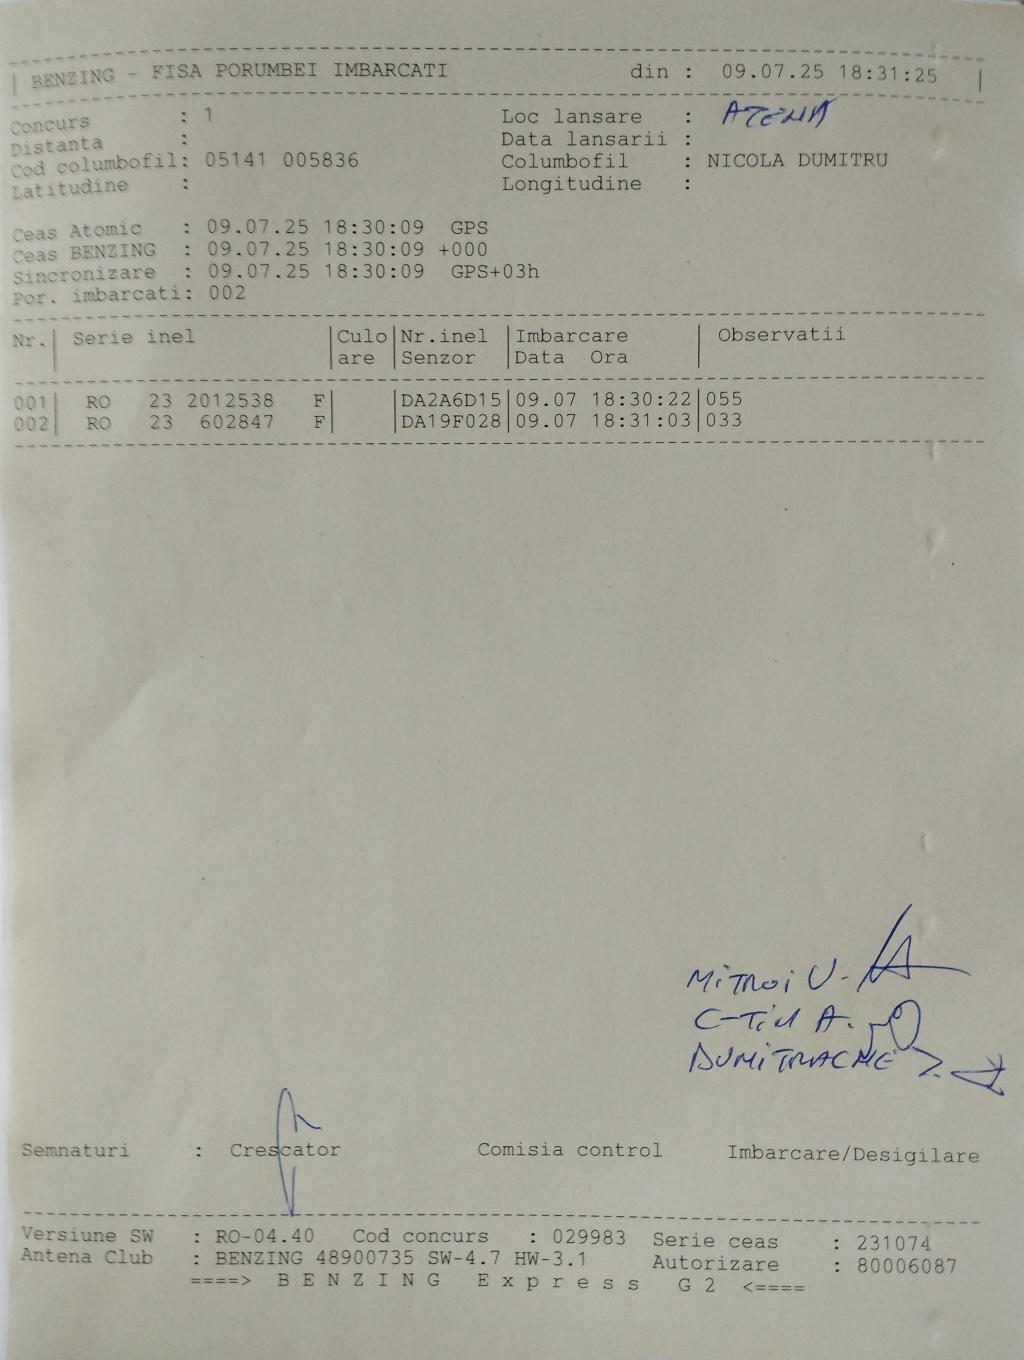 BENZING - FISA PORUMBEI IMBARCATI din : 09.07.25 18:31:25
Concurs : 1 Loc lansare : ATENA
Distanta : Data lansarii :
Cod columbofil: 05141 005836 Columbofil : NICOLA DUMITRU
Latitudine : Longitudine :
Ceas Atomic : 09.07.25 18:30:09 GPS
Ceas BENZING : 09.07.25 18:30:09 +000
Sincronizare : 09.07.25 18:30:09 GPS+03h
Por. imbarcati: 002
Nr.| Serie inel |Culo|Nr.inel |Imbarcare | Observatii
|are |Senzor |Data Ora |
001| RO 23 2012538 F| |DA2A6D15|09.07 18:30:22|055
002| RO 23 602847 F| |DA19F028|09.07 18:31:03|033
MITROI V.
C-TIN A.
DUMITRACHE
Semnaturi : Crescator Comisia control Imbarcare/Desigilare
Versiune SW : RO-04.40 Cod concurs : 029983 Serie ceas : 231074
Antena Club : BENZING 48900735 SW-4.7 HW-3.1 Autorizare : 80006087
====> B E N Z I N G E x p r e s s G 2 <====